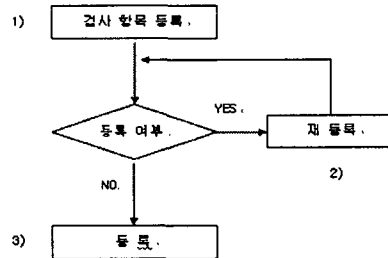 1) 검사 항목 등록.
YES.
등록 여부.
재 등록.
2)
NO.
3) 등 록.